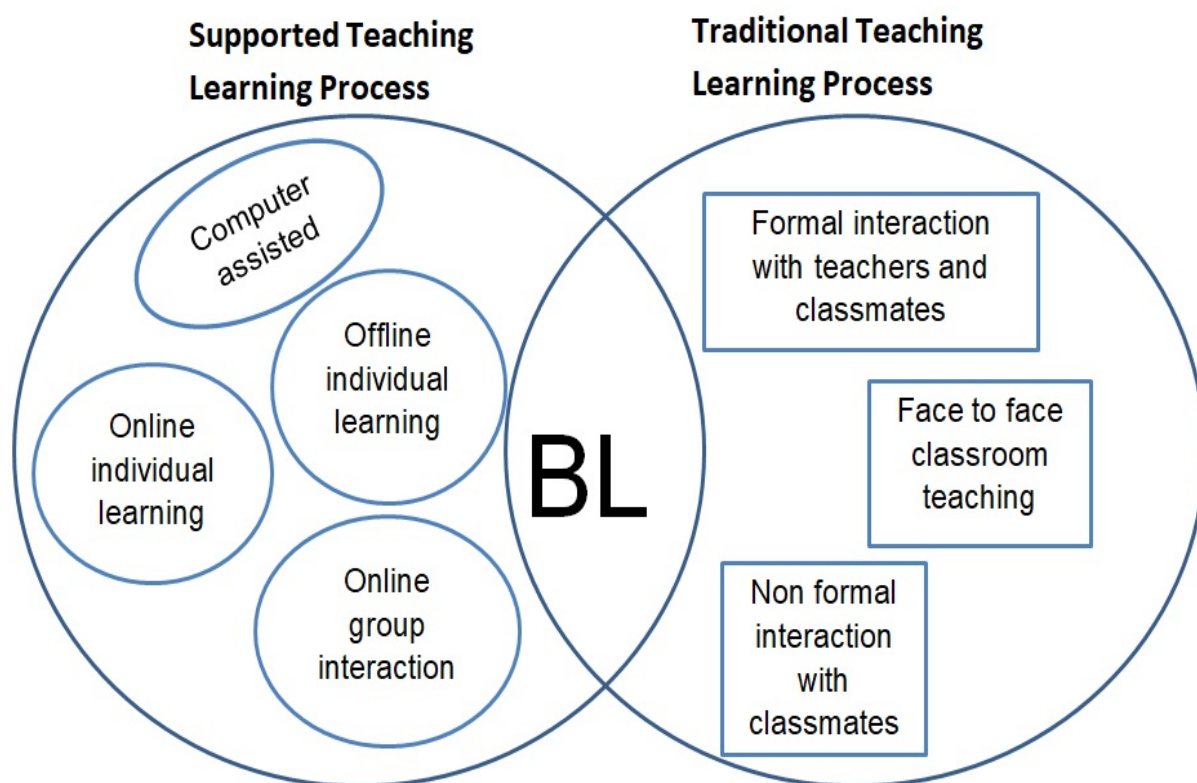 Supported Teaching
Learning Process
Traditional Teaching
Learning Process
Computer
assisted
Offline
individual
learning
Online
individual
learning
Online
group
interaction
BL
Formal interaction
with teachers and
classmates
Face to face
classroom
teaching
Non formal
interaction
with
classmates